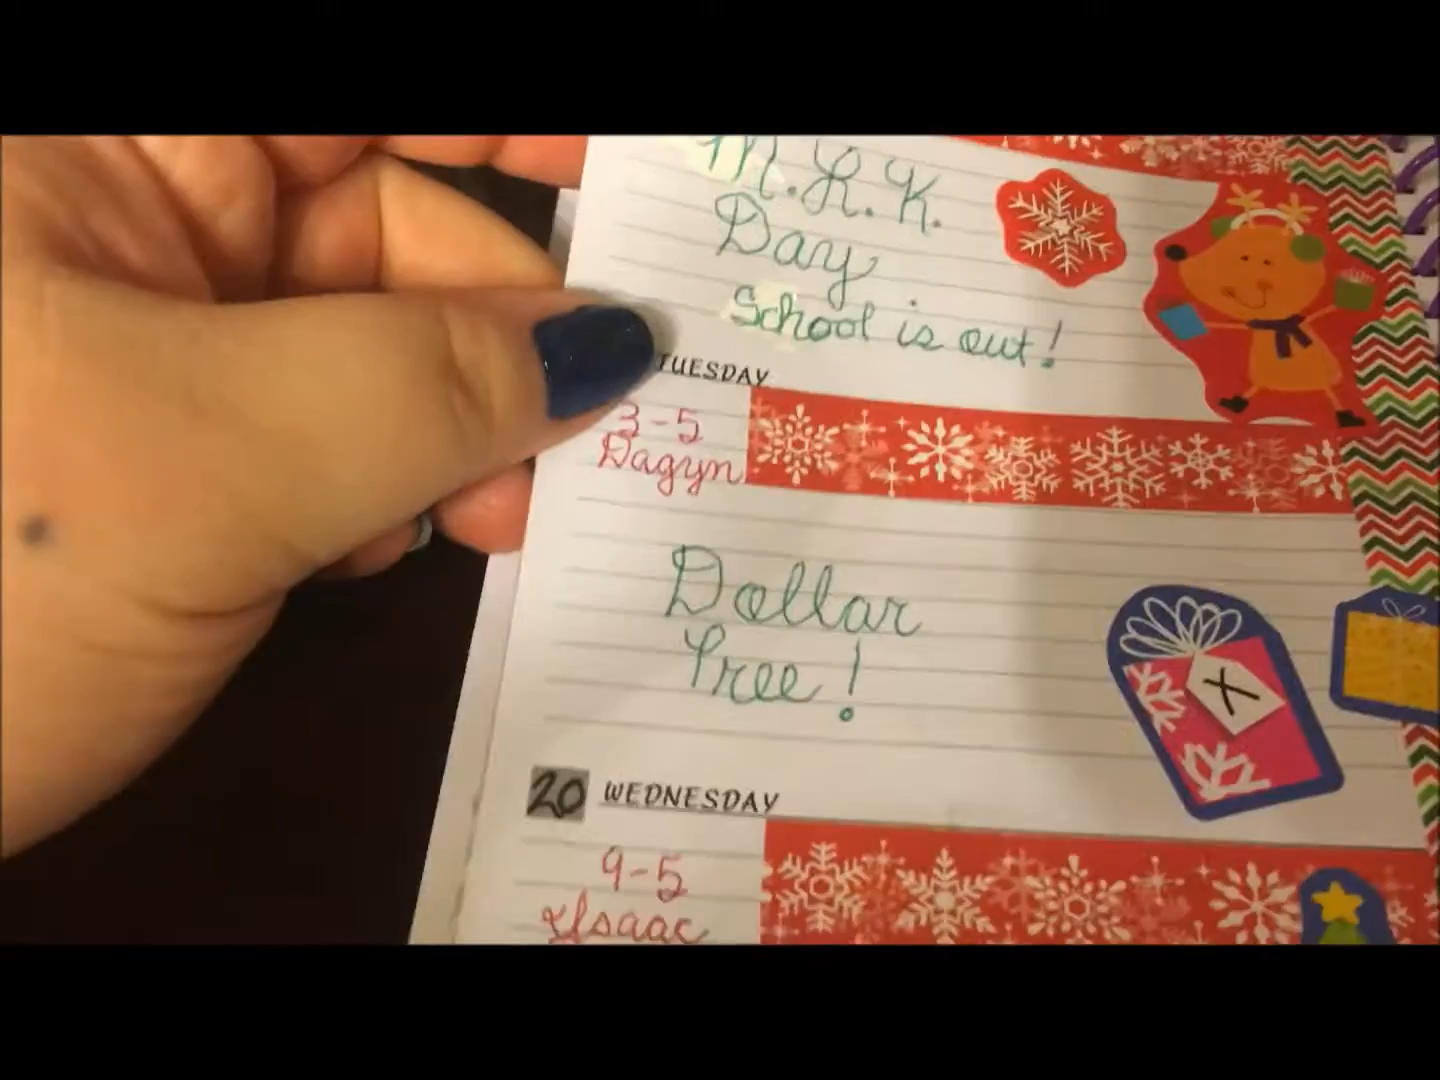 M.L.K.
Day
School is out!
TUESDAY
3-5
Dagyn
Dollar
Tree!
20 WEDNESDAY
9-5
Isaac
X